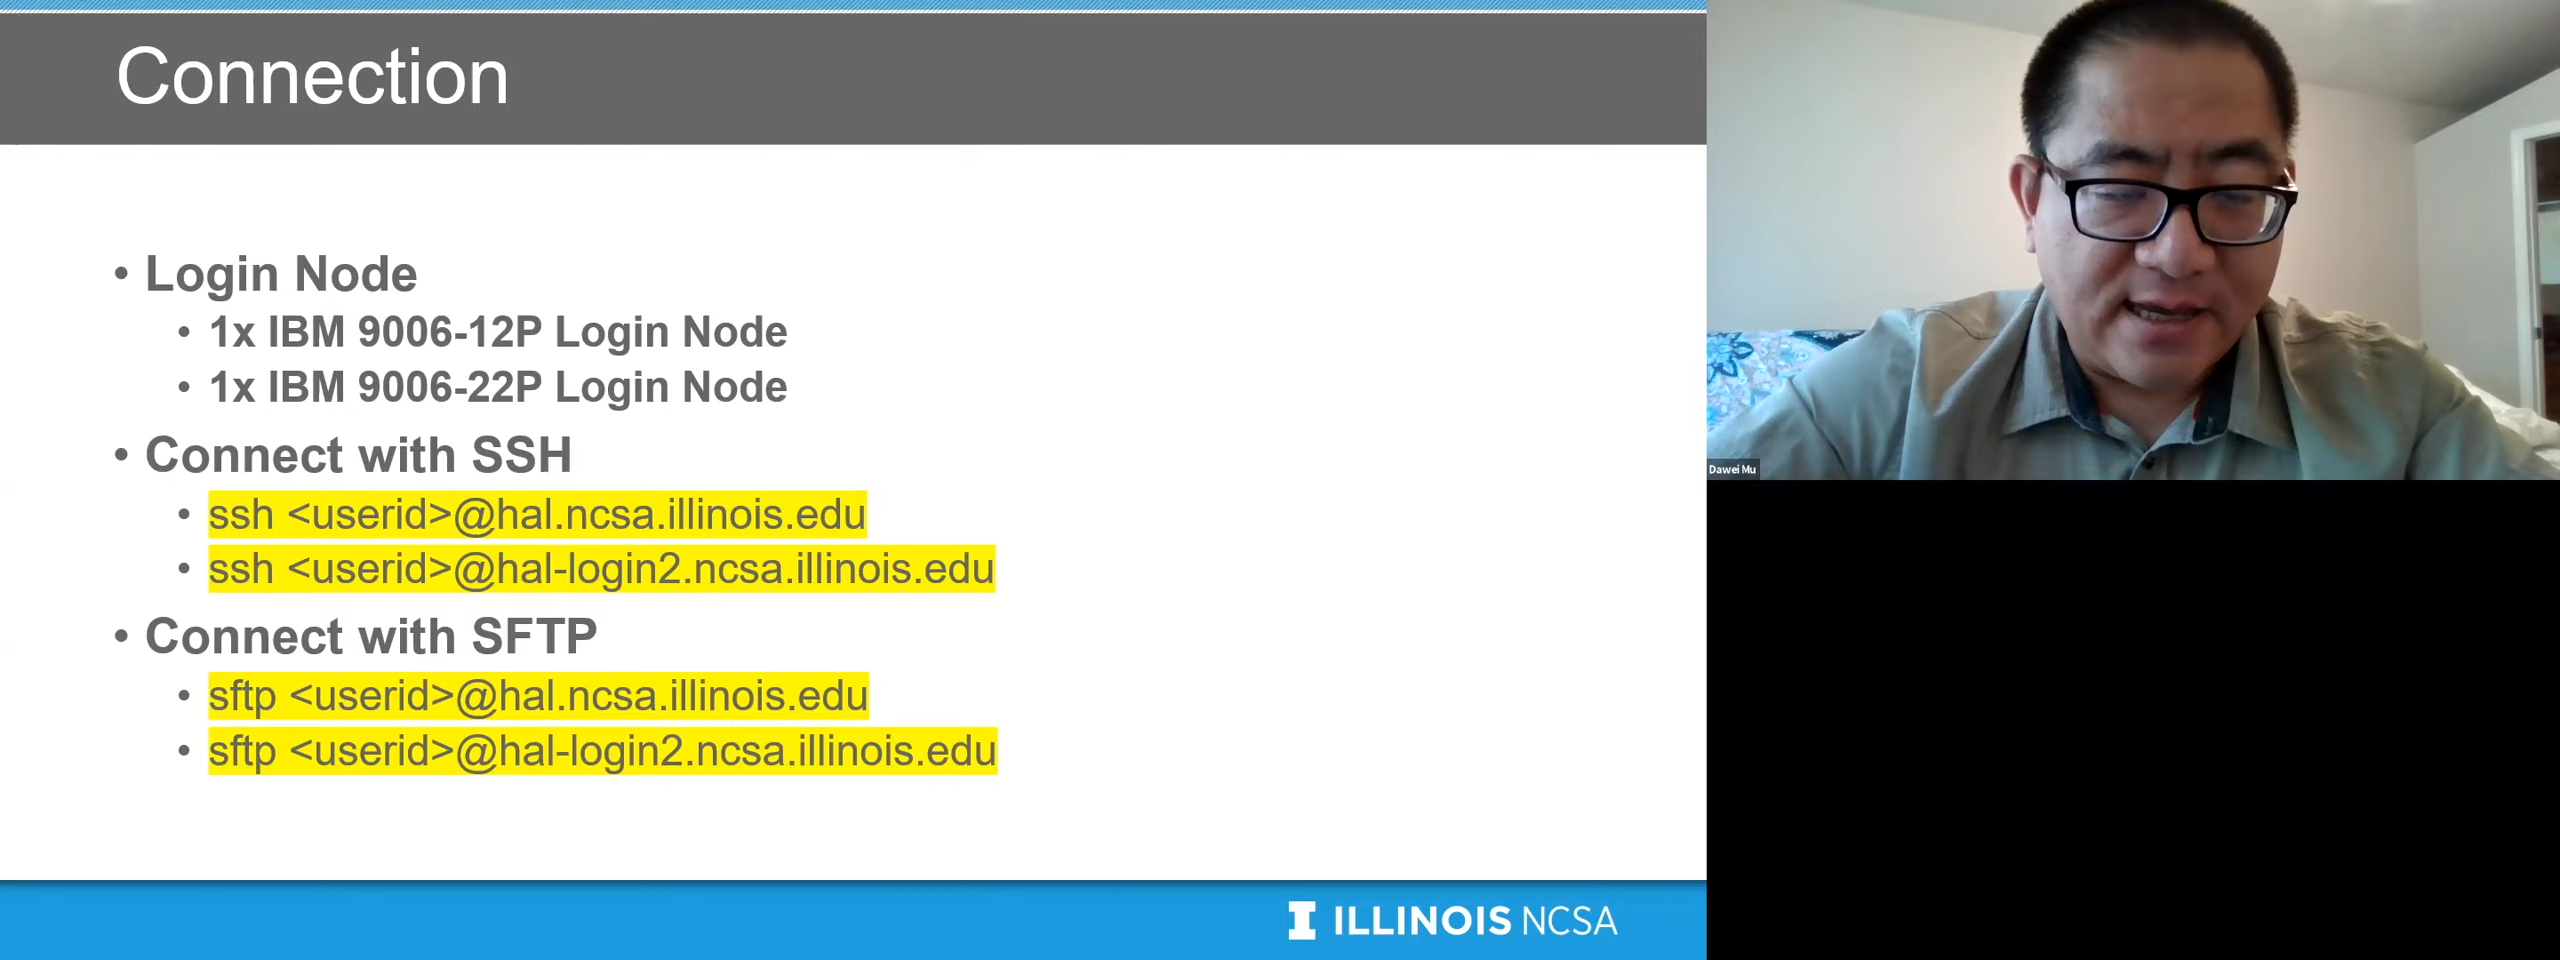 Connection
• Login Node
• 1x IBM 9006-12P Login Node
• 1x IBM 9006-22P Login Node
• Connect with SSH
• ssh <userid>@hal.ncsa.illinois.edu
• ssh <userid>@hal-login2.ncsa.illinois.edu
• Connect with SFTP
• sftp <userid>@hal.ncsa.illinois.edu
• sftp <userid>@hal-login2.ncsa.illinois.edu
I ILLINOIS NCSA
Dawei Mu